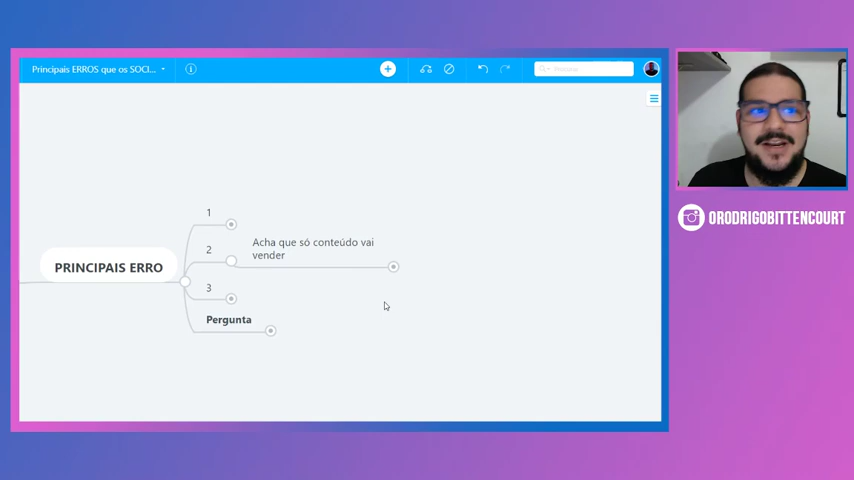 Principais ERROS que os SOCI...
ORODRIGOBITTENCOURT
1
2
Acha que só conteúdo vai
vender
PRINCIPAIS ERRO
3
Pergunta